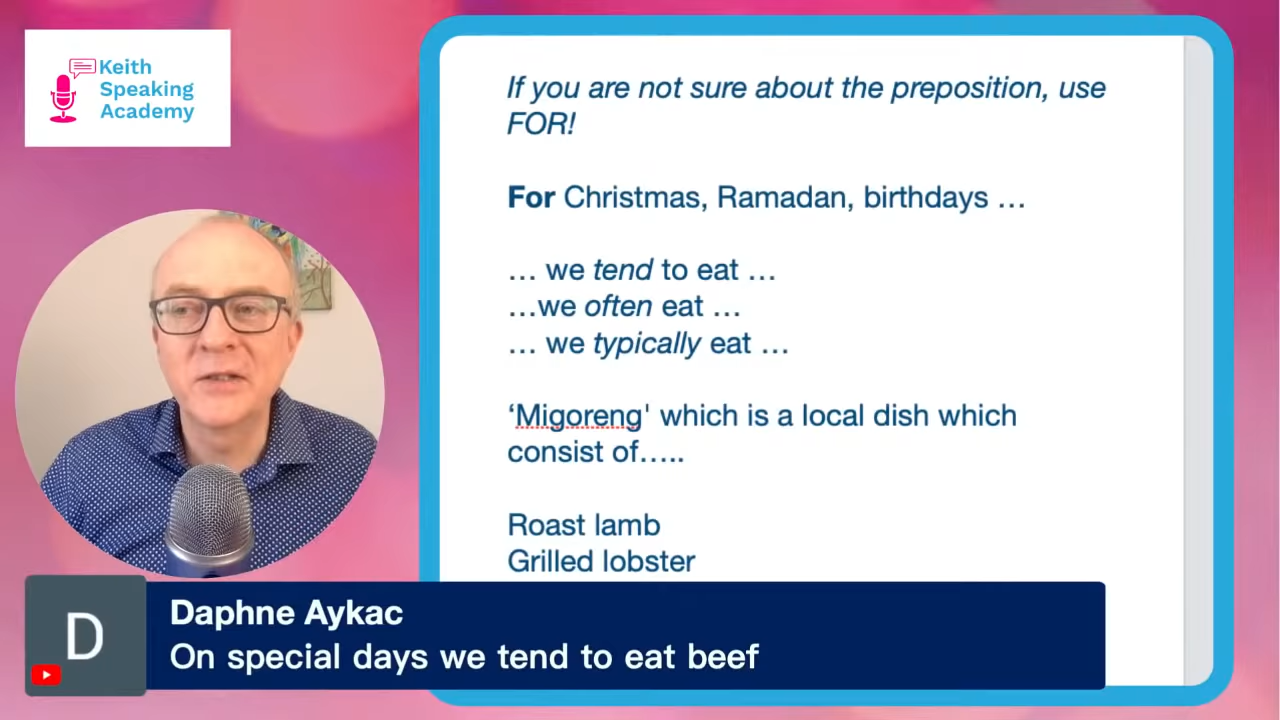 Keith
Speaking
Academy
If you are not sure about the preposition, use
FOR!
For Christmas, Ramadan, birthdays …
… we tend to eat …
…we often eat …
… we typically eat …
‘Migoreng' which is a local dish which
consist of…..
Roast lamb
Grilled lobster
D
Daphne Aykac
On special days we tend to eat beef